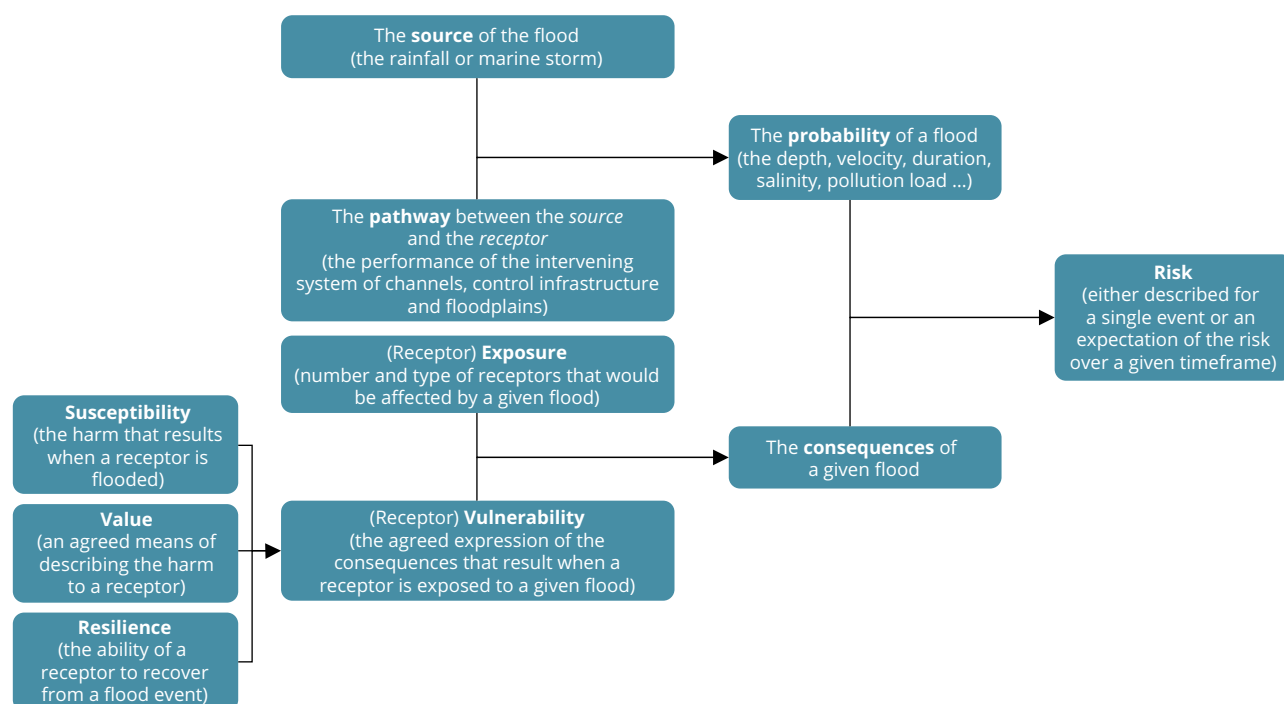 The source of the flood
(the rainfall or marine storm)
The probability of a flood
(the depth, velocity, duration,
salinity, pollution load ...)
The pathway between the source
and the receptor
(the performance of the intervening
system of channels, control infrastructure
and floodplains)
Risk
(either described for
a single event or an
expectation of the risk
over a given timeframe)
(Receptor) Exposure
(number and type of receptors that would
be affected by a given flood)
Susceptibility
(the harm that results
when a receptor is
flooded)
The consequences of
a given flood
Value
(an agreed means of
describing the harm
to a receptor)
(Receptor) Vulnerability
(the agreed expression of the
consequences that result when a
receptor is exposed to a given flood)
Resilience
(the ability of a
receptor to recover
from a flood event)